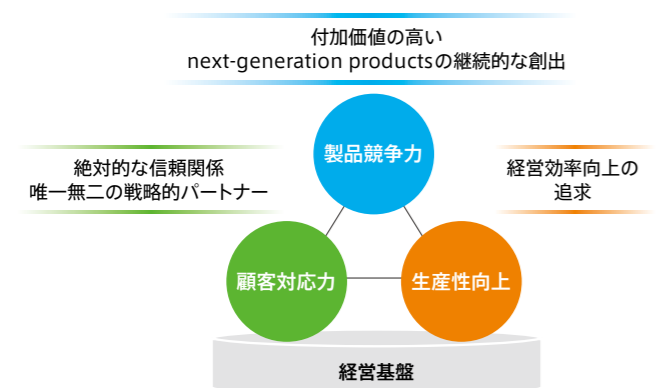 付加価値の高い
next-generation productsの継続的な創出
製品競争力
絶対的な信頼関係
唯一無二の戦略的パートナー
経営効率向上の
追求
顧客対応力
生産性向上
経営基盤